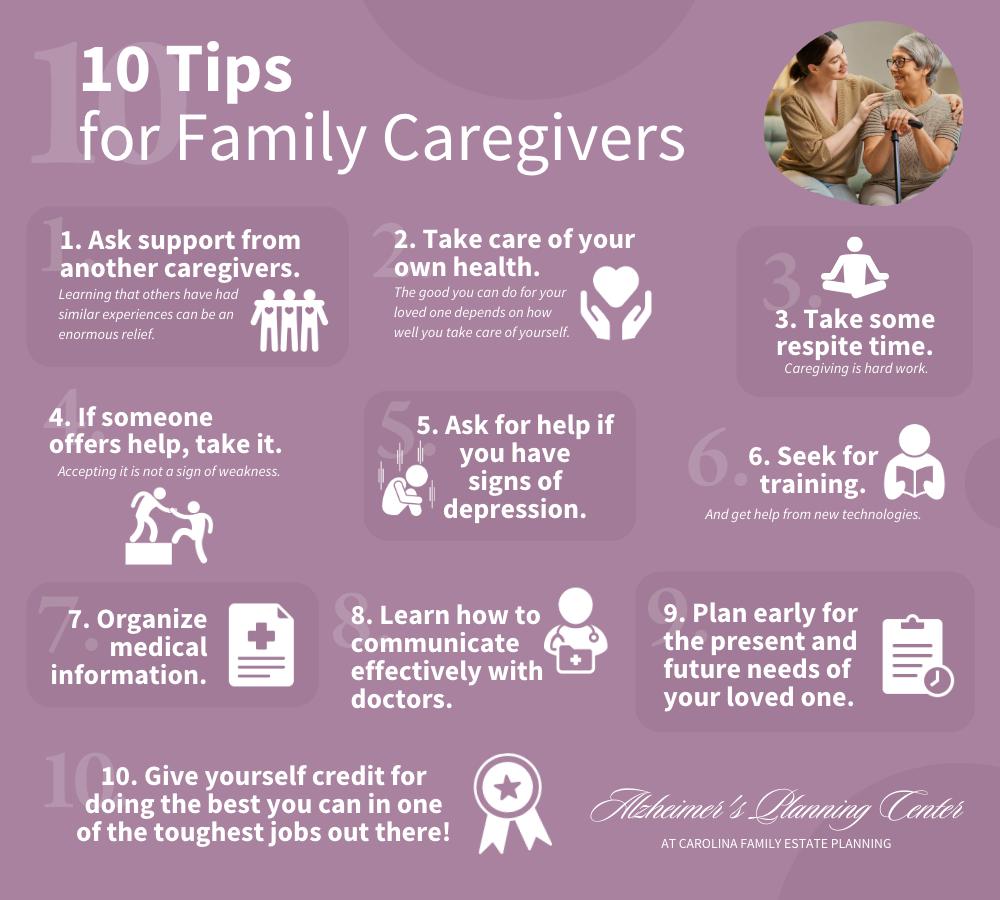 10 Tips
for Family Caregivers
1. Ask support from
another caregivers.
Learning that others have had
similar experiences can be an
enormous relief.
2. Take care of your
own health.
The good you can do for your
loved one depends on how
well you take care of yourself.
3. Take some
respite time.
Caregiving is hard work.
4. If someone
offers help, take it.
Accepting it is not a sign of weakness.
5. Ask for help if
you have
signs of
depression.
6. Seek for
training.
And get help from new technologies.
7. Organize
medical
information.
8. Learn how to
communicate
effectively with
doctors.
9. Plan early for
the present and
future needs of
your loved one.
10. Give yourself credit for
doing the best you can in one
of the toughest jobs out there!
Alzheimer's Planning Center
AT CAROLINA FAMILY ESTATE PLANNING